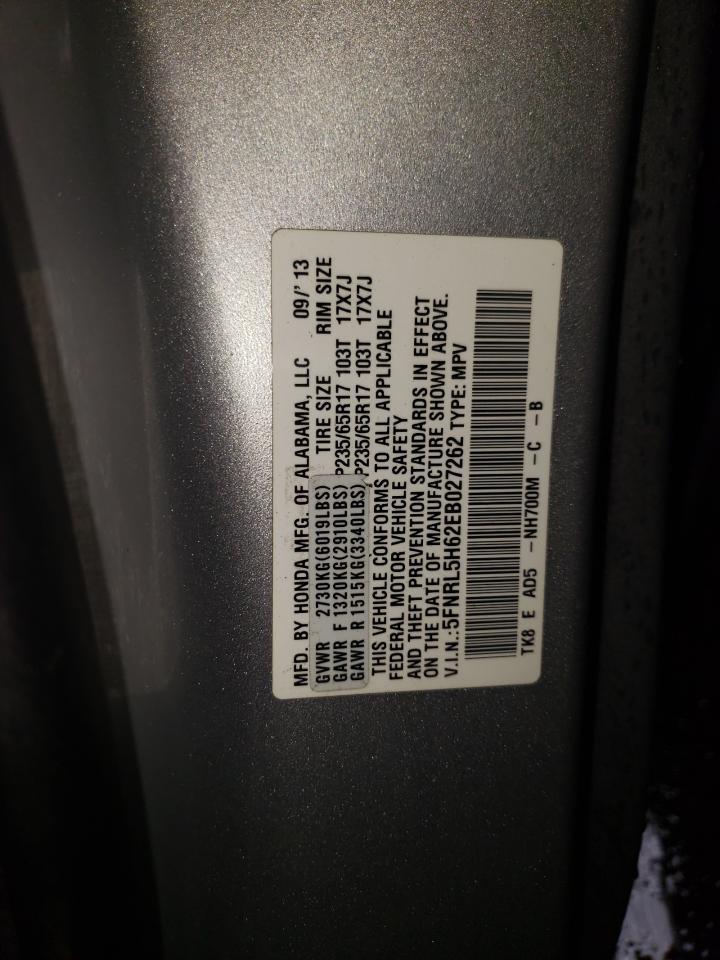 MFD. BY HONDA MFG. OF ALABAMA, LLC 09/'13
GVWR 2730KG(6019LBS) TIRE SIZE RIM SIZE
GAWR F 1320KG(2910LBS) P235/65R17 103T 17X7J
GAWR R 1515KG(3340LBS) P235/65R17 103T 17X7J
THIS VEHICLE CONFORMS TO ALL APPLICABLE
FEDERAL MOTOR VEHICLE SAFETY
AND THEFT PREVENTION STANDARDS IN EFFECT
ON THE DATE OF MANUFACTURE SHOWN ABOVE.
V.I.N.:5FNRL5H62EB027262 TYPE: MPV
TK8 E AD5 -NH700M -C -B